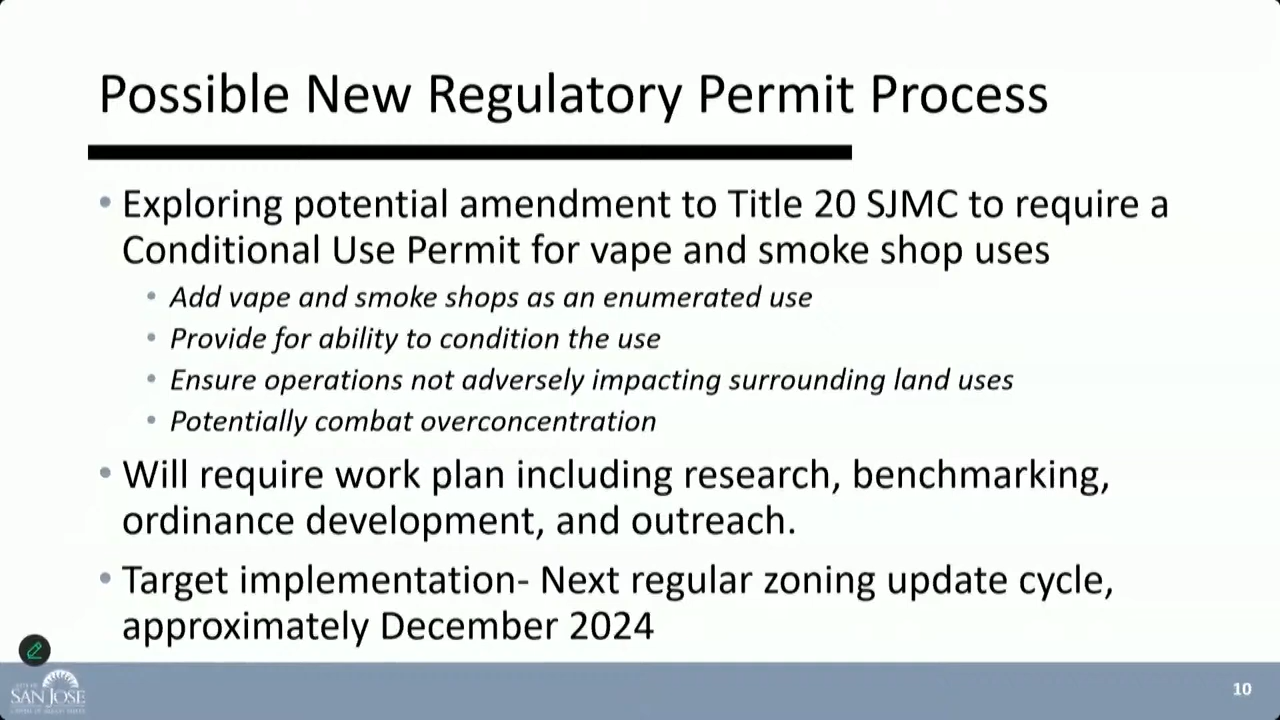 Possible New Regulatory Permit Process
• Exploring potential amendment to Title 20 SJMC to require a
Conditional Use Permit for vape and smoke shop uses
• Add vape and smoke shops as an enumerated use
• Provide for ability to condition the use
• Ensure operations not adversely impacting surrounding land uses
• Potentially combat overconcentration
• Will require work plan including research, benchmarking,
ordinance development, and outreach.
• Target implementation- Next regular zoning update cycle,
approximately December 2024
CITY OF
SAN JOSE
10